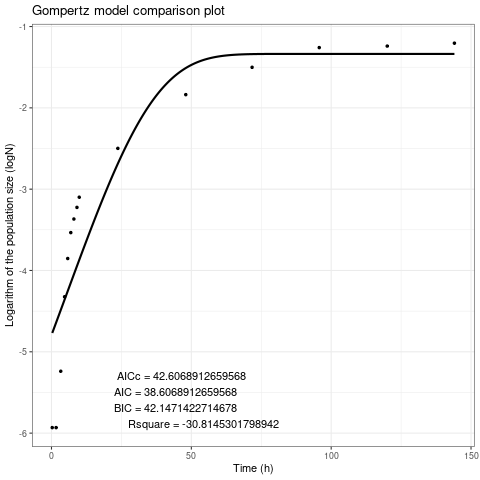 Gompertz model comparison plot
-1
-2
-3
-4
-5
-6
Logarithm of the population size (logN)
AICc = 42.6068912659568
AIC = 38.6068912659568
BIC = 42.1471422714678
Rsquare = -30.8145301798942
0 50 100 150
Time (h)